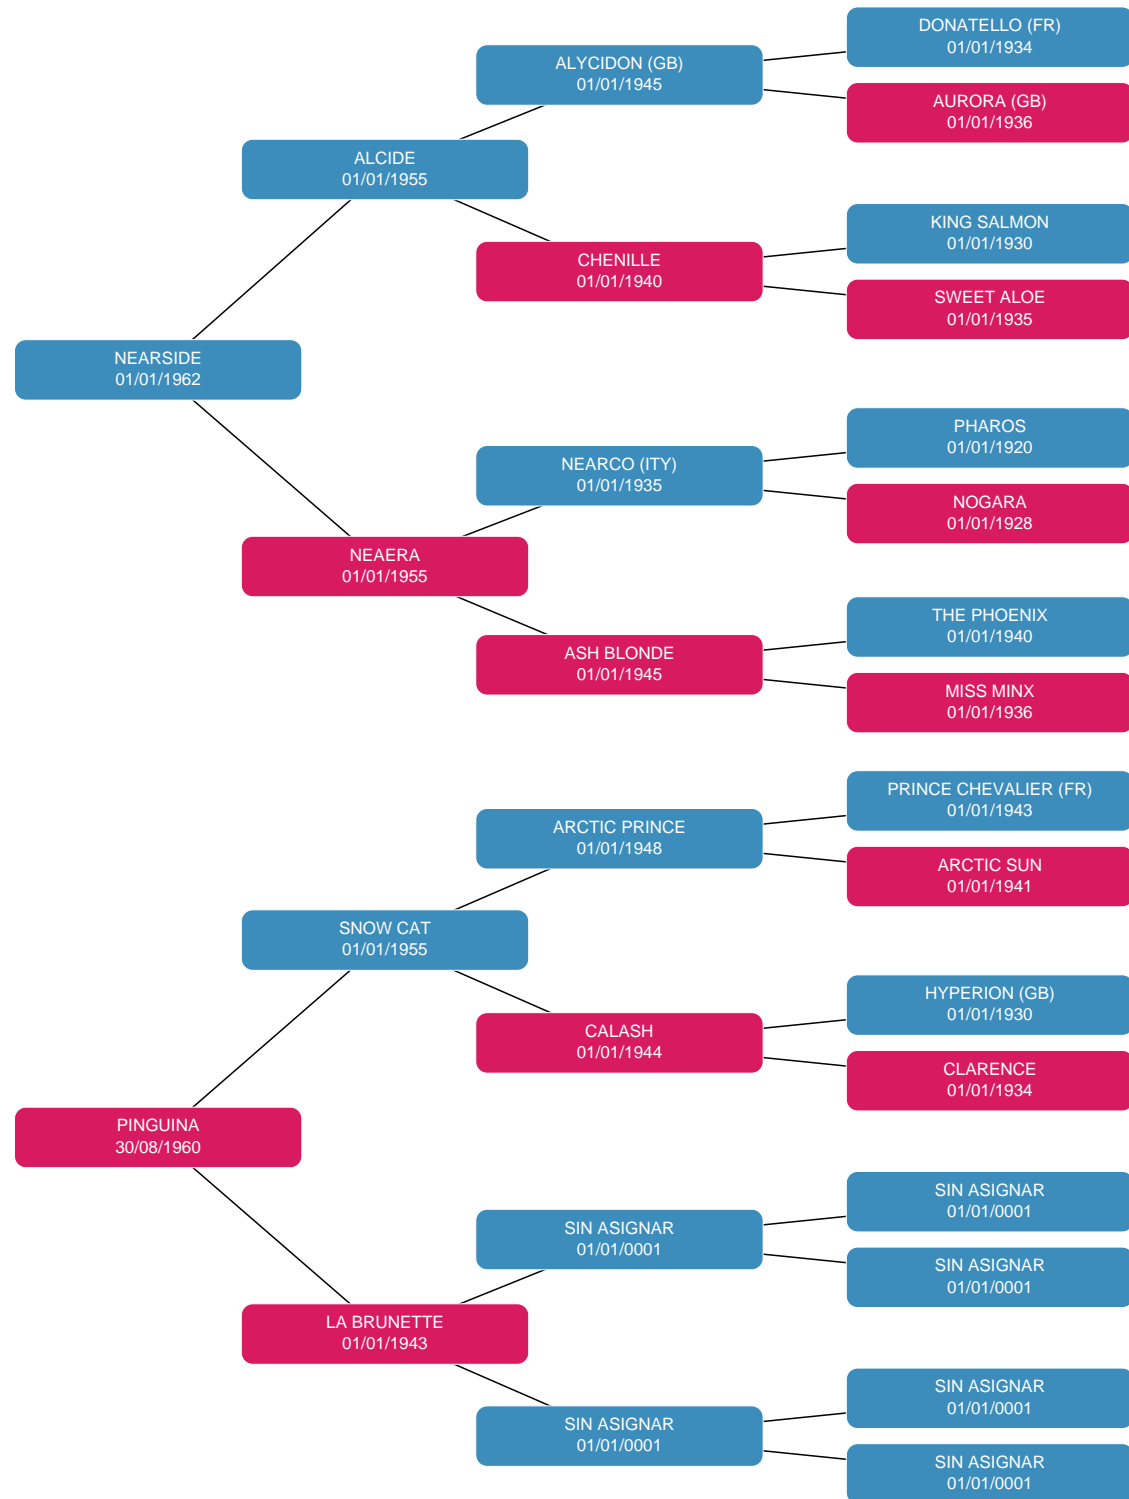 DONATELLO (FR)
01/01/1934
ALYCIDON (GB)
01/01/1945
AURORA (GB)
01/01/1936
ALCIDE
01/01/1955
KING SALMON
01/01/1930
CHENILLE
01/01/1940
SWEET ALOE
01/01/1935
NEARSIDE
01/01/1962
PHAROS
01/01/1920
NEARCO (ITY)
01/01/1935
NOGARA
01/01/1928
NEAERA
01/01/1955
THE PHOENIX
01/01/1940
ASH BLONDE
01/01/1945
MISS MINX
01/01/1936
PRINCE CHEVALIER (FR)
01/01/1943
ARCTIC PRINCE
01/01/1948
ARCTIC SUN
01/01/1941
SNOW CAT
01/01/1955
HYPERION (GB)
01/01/1930
CALASH
01/01/1944
CLARENCE
01/01/1934
PINGUINA
30/08/1960
SIN ASIGNAR
01/01/0001
SIN ASIGNAR
01/01/0001
SIN ASIGNAR
01/01/0001
LA BRUNETTE
01/01/1943
SIN ASIGNAR
01/01/0001
SIN ASIGNAR
01/01/0001
SIN ASIGNAR
01/01/0001